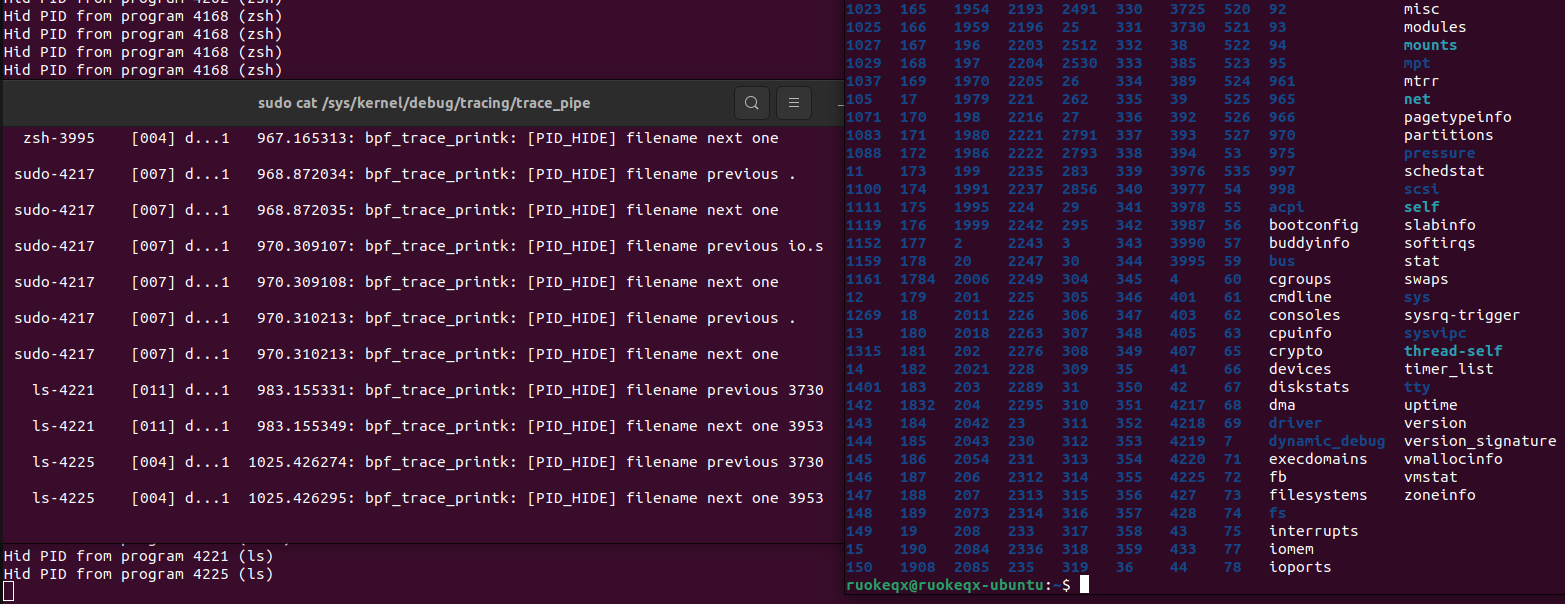 Hid PID from program 4202 (zsh)
Hid PID from program 4168 (zsh)
Hid PID from program 4168 (zsh)
Hid PID from program 4168 (zsh)
Hid PID from program 4168 (zsh)
sudo cat /sys/kernel/debug/tracing/trace_pipe
zsh-3995 [004] d...1 967.165313: bpf_trace_printk: [PID_HIDE] filename next one
sudo-4217 [007] d...1 968.872034: bpf_trace_printk: [PID_HIDE] filename previous .
sudo-4217 [007] d...1 968.872035: bpf_trace_printk: [PID_HIDE] filename next one
sudo-4217 [007] d...1 970.309107: bpf_trace_printk: [PID_HIDE] filename previous io.s
sudo-4217 [007] d...1 970.309108: bpf_trace_printk: [PID_HIDE] filename next one
sudo-4217 [007] d...1 970.310213: bpf_trace_printk: [PID_HIDE] filename previous .
sudo-4217 [007] d...1 970.310213: bpf_trace_printk: [PID_HIDE] filename next one
ls-4221 [011] d...1 983.155331: bpf_trace_printk: [PID_HIDE] filename previous 3730
ls-4221 [011] d...1 983.155349: bpf_trace_printk: [PID_HIDE] filename next one 3953
ls-4225 [004] d...1 1025.426274: bpf_trace_printk: [PID_HIDE] filename previous 3730
ls-4225 [004] d...1 1025.426295: bpf_trace_printk: [PID_HIDE] filename next one 3953
Hid PID from program 4221 (ls)
Hid PID from program 4225 (ls)
1023 165 1954 2193 2491 330 3725 520 92 misc
1025 166 1959 2196 25 331 3730 521 93 modules
1027 167 196 2203 2512 332 38 522 94 mounts
1029 168 197 2204 2530 333 385 523 95 mpt
1037 169 1970 2205 26 334 389 524 961 mtrr
105 17 1979 221 262 335 39 525 965 net
1071 170 198 2216 27 336 392 526 966 pagetypeinfo
1083 171 1980 2221 2791 337 393 527 970 partitions
1088 172 1986 2222 2793 338 394 53 975 pressure
11 173 199 2235 283 339 3976 535 997 schedstat
1100 174 1991 2237 2856 340 3977 54 998 scsi
1111 175 1995 224 29 341 3978 55 acpi self
1119 176 1999 2242 295 342 3987 56 bootconfig slabinfo
1152 177 2 2243 3 343 3990 57 buddyinfo softirqs
1159 178 20 2247 30 344 3995 59 bus stat
1161 1784 2006 2249 304 345 4 60 cgroups swaps
12 179 201 225 305 346 401 61 cmdline sys
1269 18 2011 226 306 347 403 62 consoles sysrq-trigger
13 180 2018 2263 307 348 405 63 cpuinfo sysvipc
1315 181 202 2276 308 349 407 65 crypto thread-self
14 182 2021 228 309 35 41 66 devices timer_list
1401 183 203 2289 31 350 42 67 diskstats tty
142 1832 204 2295 310 351 4217 68 dma uptime
143 184 2042 23 311 352 4218 69 driver version
144 185 2043 230 312 353 4219 7 dynamic_debug version_signature
145 186 2054 231 313 354 4220 71 execdomains vmallocinfo
146 187 206 2312 314 355 4225 72 fb vmstat
147 188 207 2313 315 356 427 73 filesystems zoneinfo
148 189 2073 2314 316 357 428 74 fs
149 19 208 233 317 358 43 75 interrupts
15 190 2084 2336 318 359 433 77 iomem
150 1908 2085 235 319 36 44 78 ioports
ruokeqx@ruokeqx-ubuntu:~$